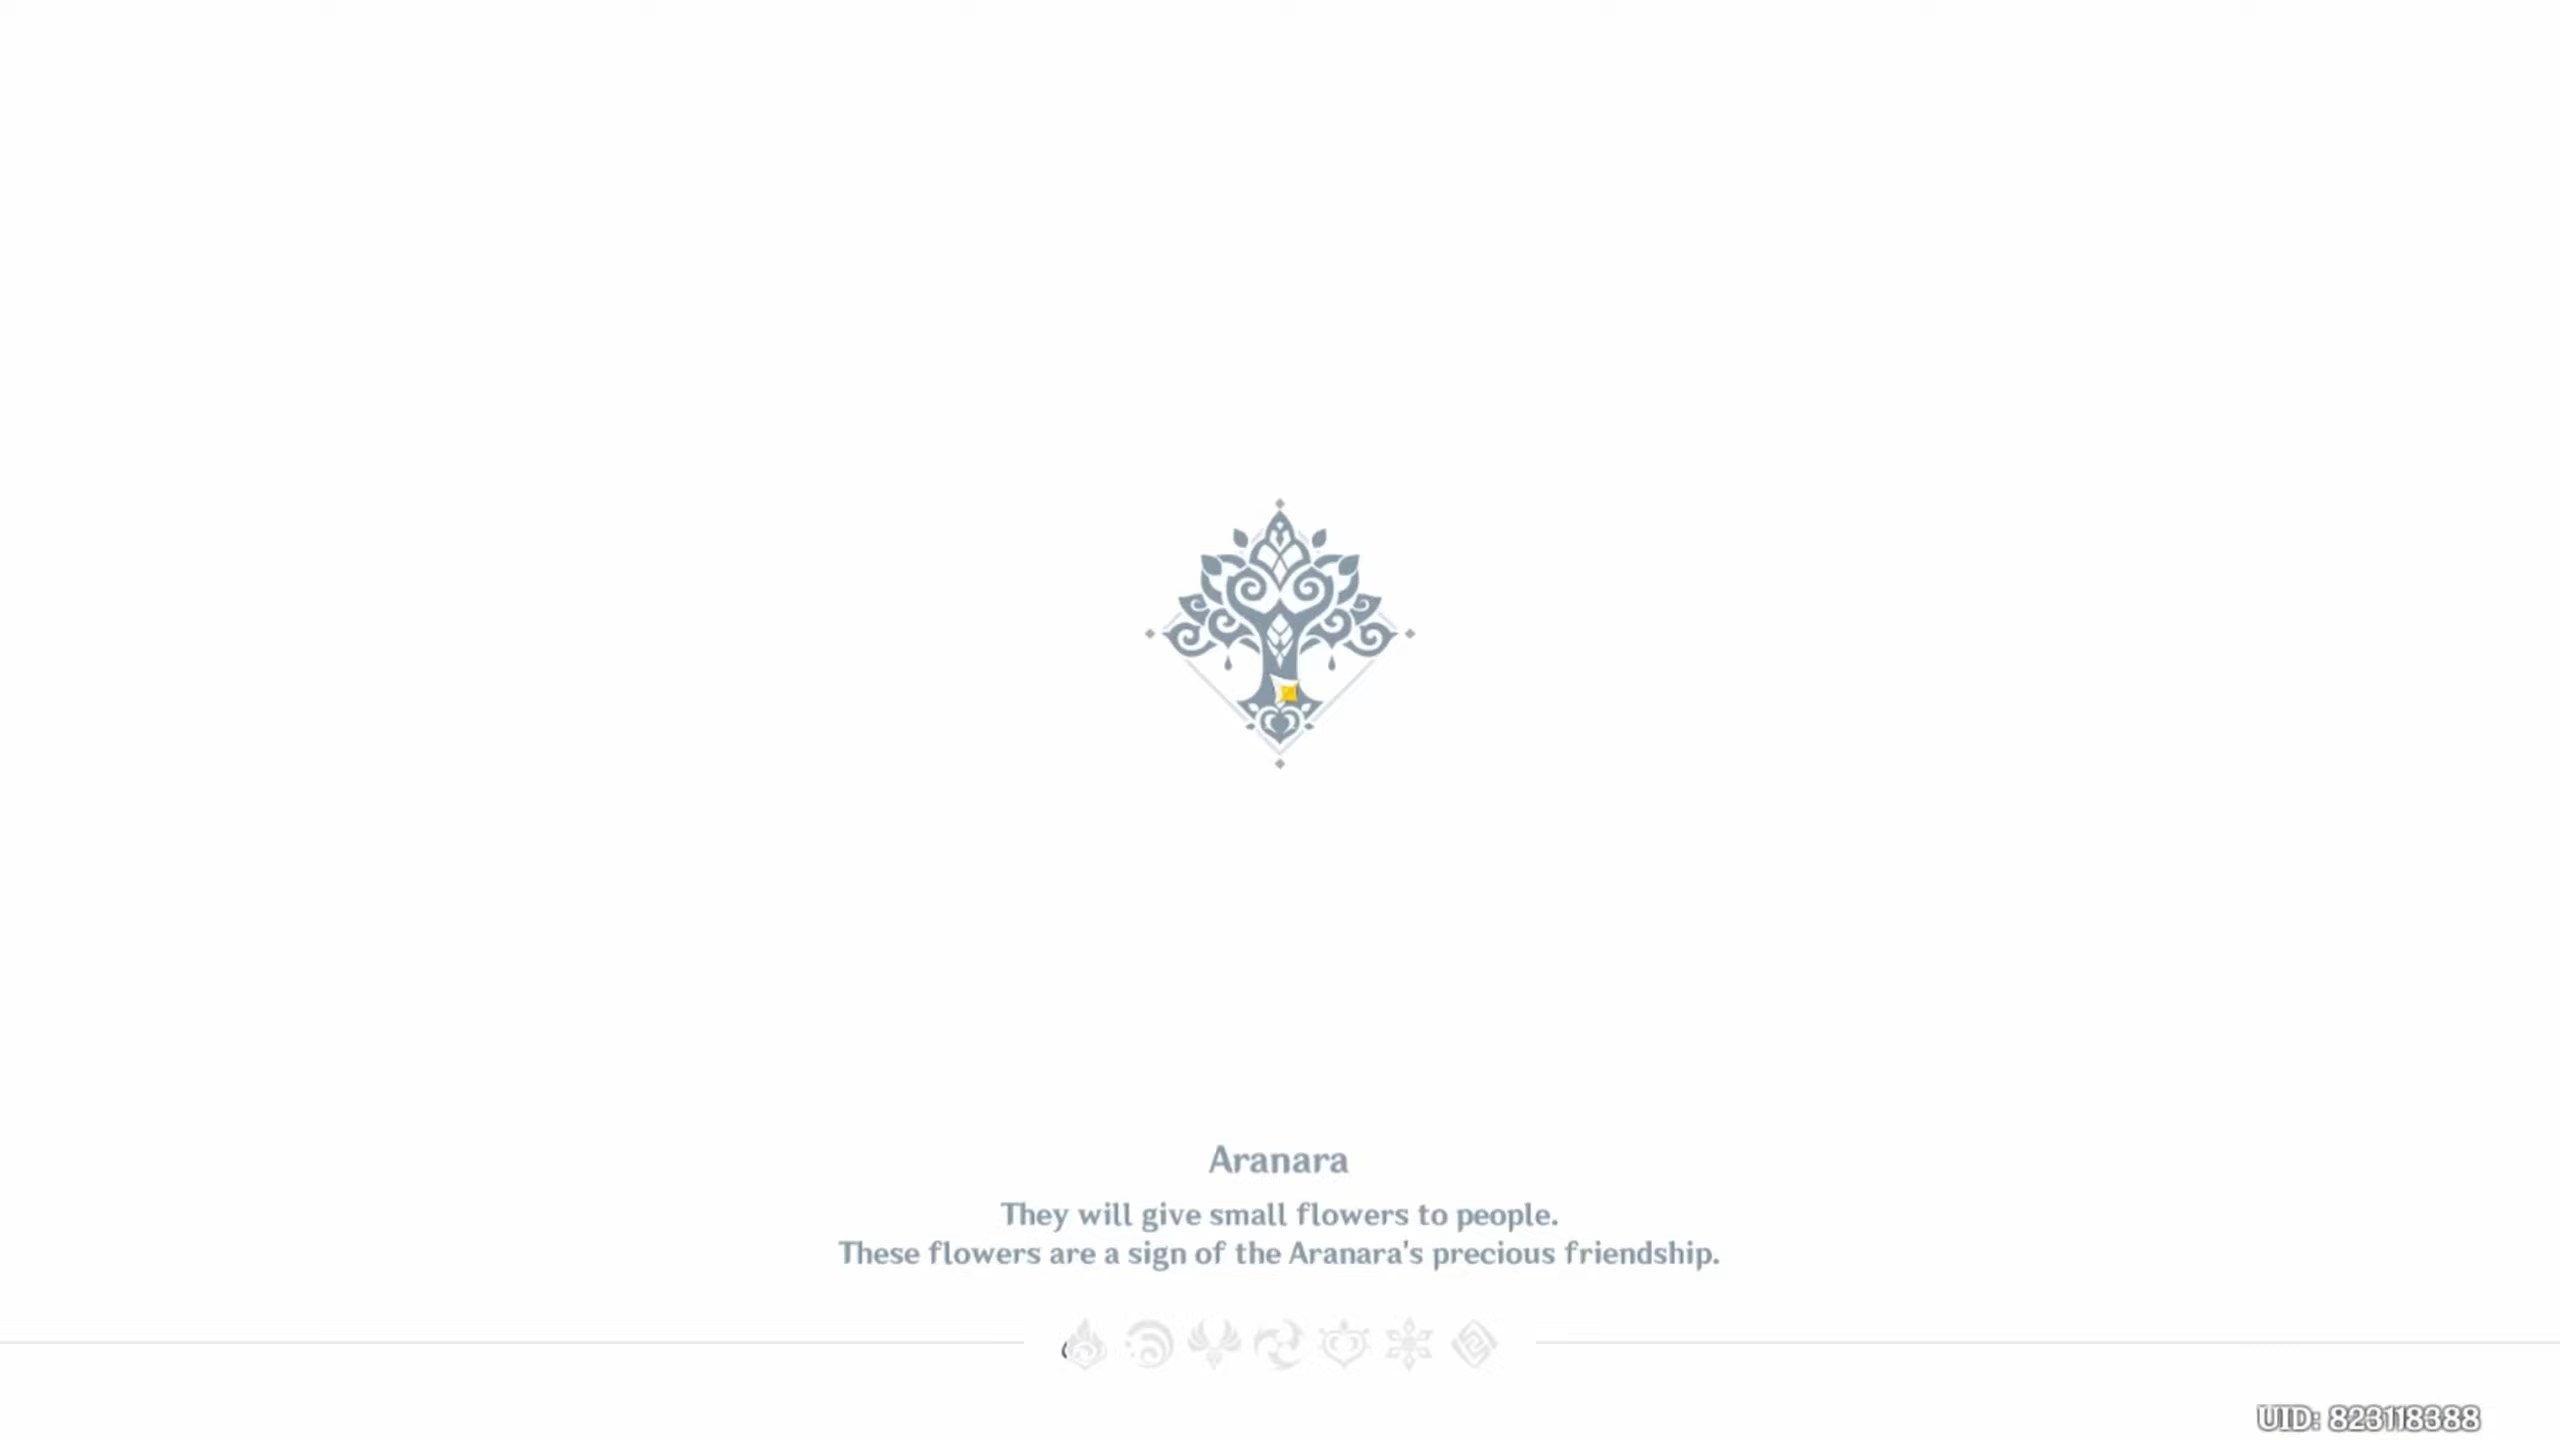 Aranara
They will give small flowers to people.
These flowers are a sign of the Aranara's precious friendship.
UID: 823118388